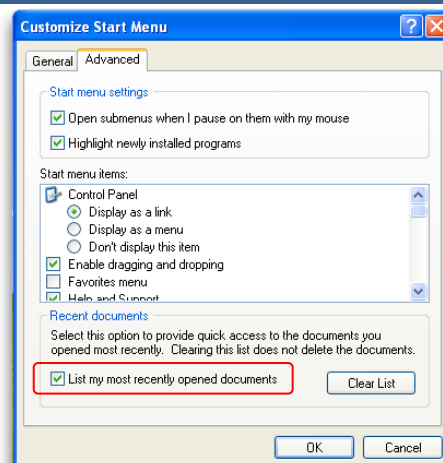 Customize Start Menu
General Advanced
Start menu settings
Open submenus when I pause on them with my mouse
Highlight newly installed programs
Start menu items:
Control Panel
Display as a link
Display as a menu
Don't display this item
Enable dragging and dropping
Favorites menu
Help and Support
Recent documents
Select this option to provide quick access to the documents you
opened most recently. Clearing this list does not delete the documents.
List my most recently opened documents Clear List
OK Cancel